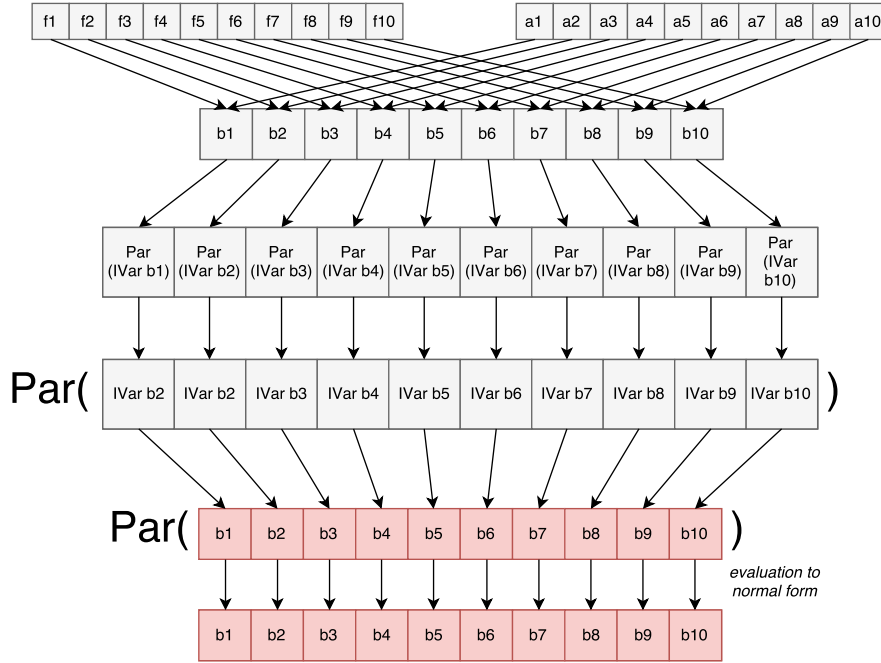 f1 f2 f3 f4 f5 f6 f7 f8 f9 f10 a1 a2 a3 a4 a5 a6 a7 a8 a9 a10
b1 b2 b3 b4 b5 b6 b7 b8 b9 b10
Par (IVar b1) Par (IVar b2) Par (IVar b3) Par (IVar b4) Par (IVar b5) Par (IVar b6) Par (IVar b7) Par (IVar b8) Par (IVar b9) Par (IVar b10)
Par( IVar b2 IVar b2 IVar b3 IVar b4 IVar b5 IVar b6 IVar b7 IVar b8 IVar b9 IVar b10 )
Par( b1 b2 b3 b4 b5 b6 b7 b8 b9 b10 )
evaluation to
normal form
b1 b2 b3 b4 b5 b6 b7 b8 b9 b10